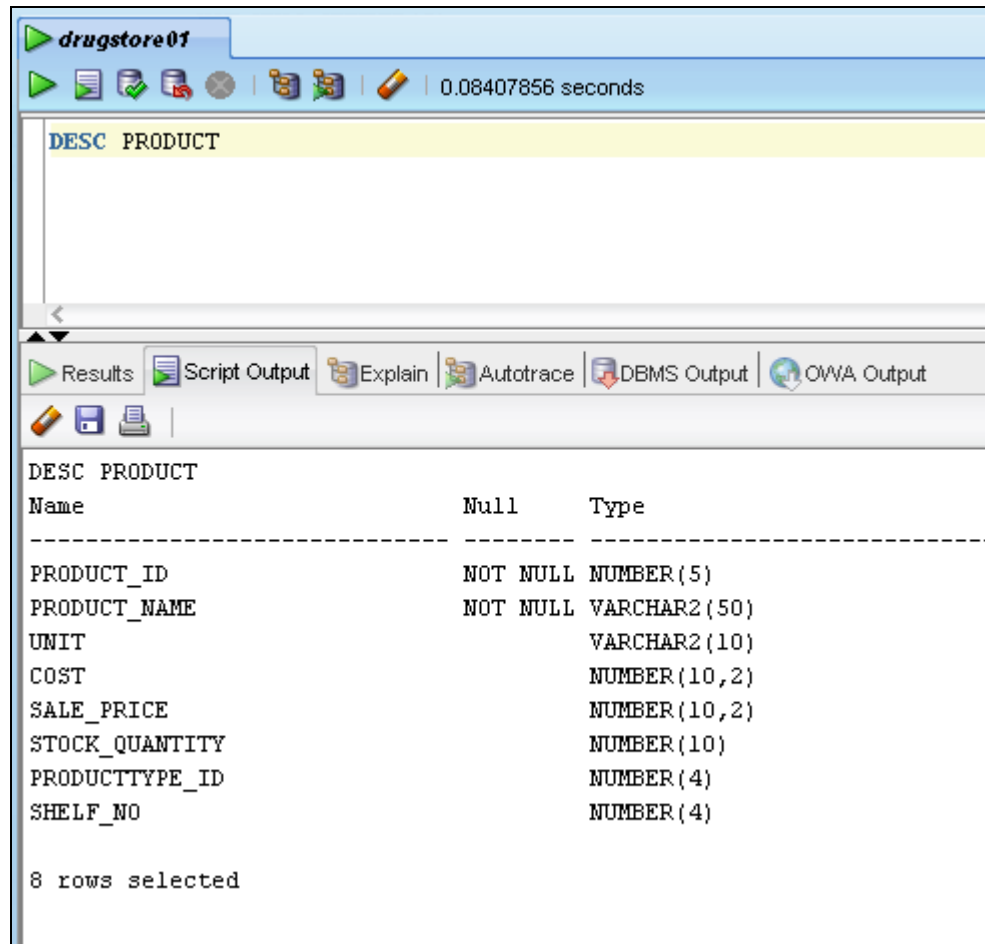 drugstore01
0.08407856 seconds
DESC PRODUCT
Results Script Output Explain Autotrace DBMS Output OWA Output
DESC PRODUCT
Name Null Type
------------------------------ -------- ----------------------------
PRODUCT_ID NOT NULL NUMBER(5)
PRODUCT_NAME NOT NULL VARCHAR2(50)
UNIT VARCHAR2(10)
COST NUMBER(10,2)
SALE_PRICE NUMBER(10,2)
STOCK_QUANTITY NUMBER(10)
PRODUCTTYPE_ID NUMBER(4)
SHELF_NO NUMBER(4)
8 rows selected